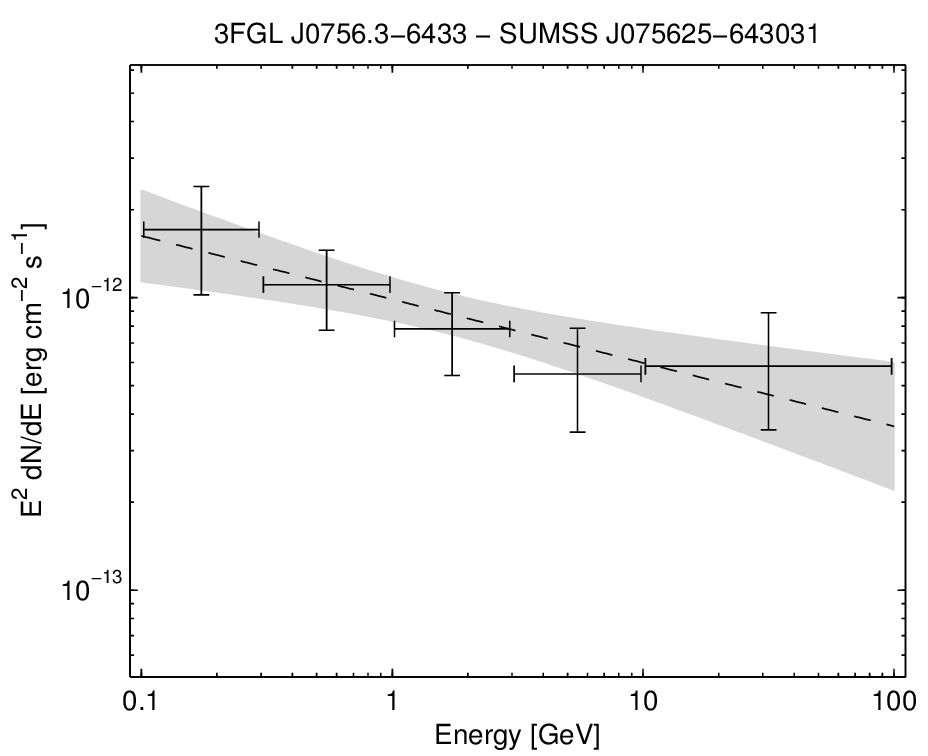 3FGL J0756.3−6433 − SUMSS J075625−643031
E² dN/dE [erg cm⁻² s⁻¹]
10⁻¹²
10⁻¹³
0.1
1
10
100
Energy [GeV]